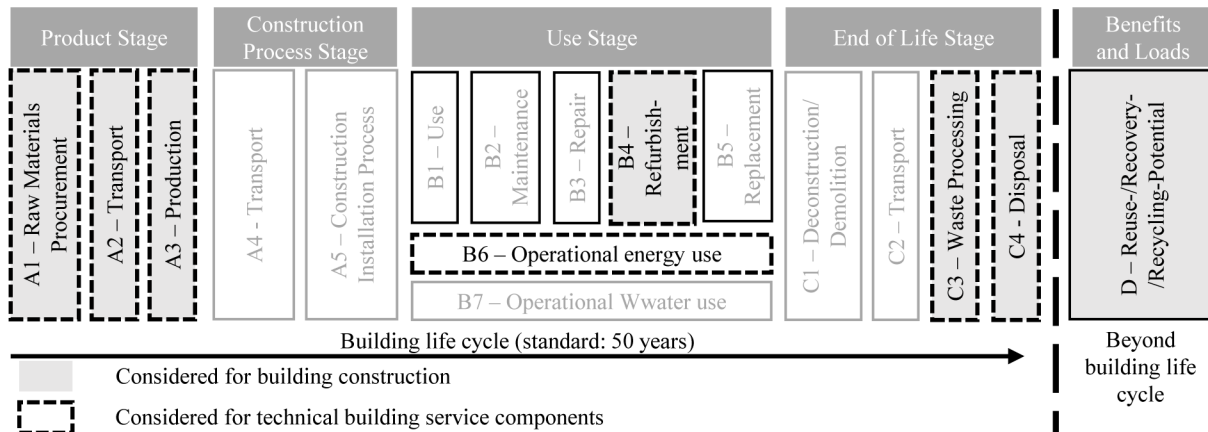 Product Stage
Construction
Process Stage
Use Stage
End of Life Stage
Benefits
and Loads
A1 – Raw Materials
Procurement
A2 – Transport
A3 – Production
A4 - Transport
A5 – Construction
Installation Process
B1 – Use
B2 –
Maintenance
B3 – Repair
B4 –
Refurbish-
ment
B5 –
Replacement
B6 – Operational energy use
B7 – Operational Wwater use
C1 – Deconstruction/
Demolition
C2 – Transport
C3 – Waste Processing
C4 - Disposal
D – Reuse-/Recovery-
/Recycling-Potential
Building life cycle (standard: 50 years)
Beyond
building life
cycle
Considered for building construction
Considered for technical building service components